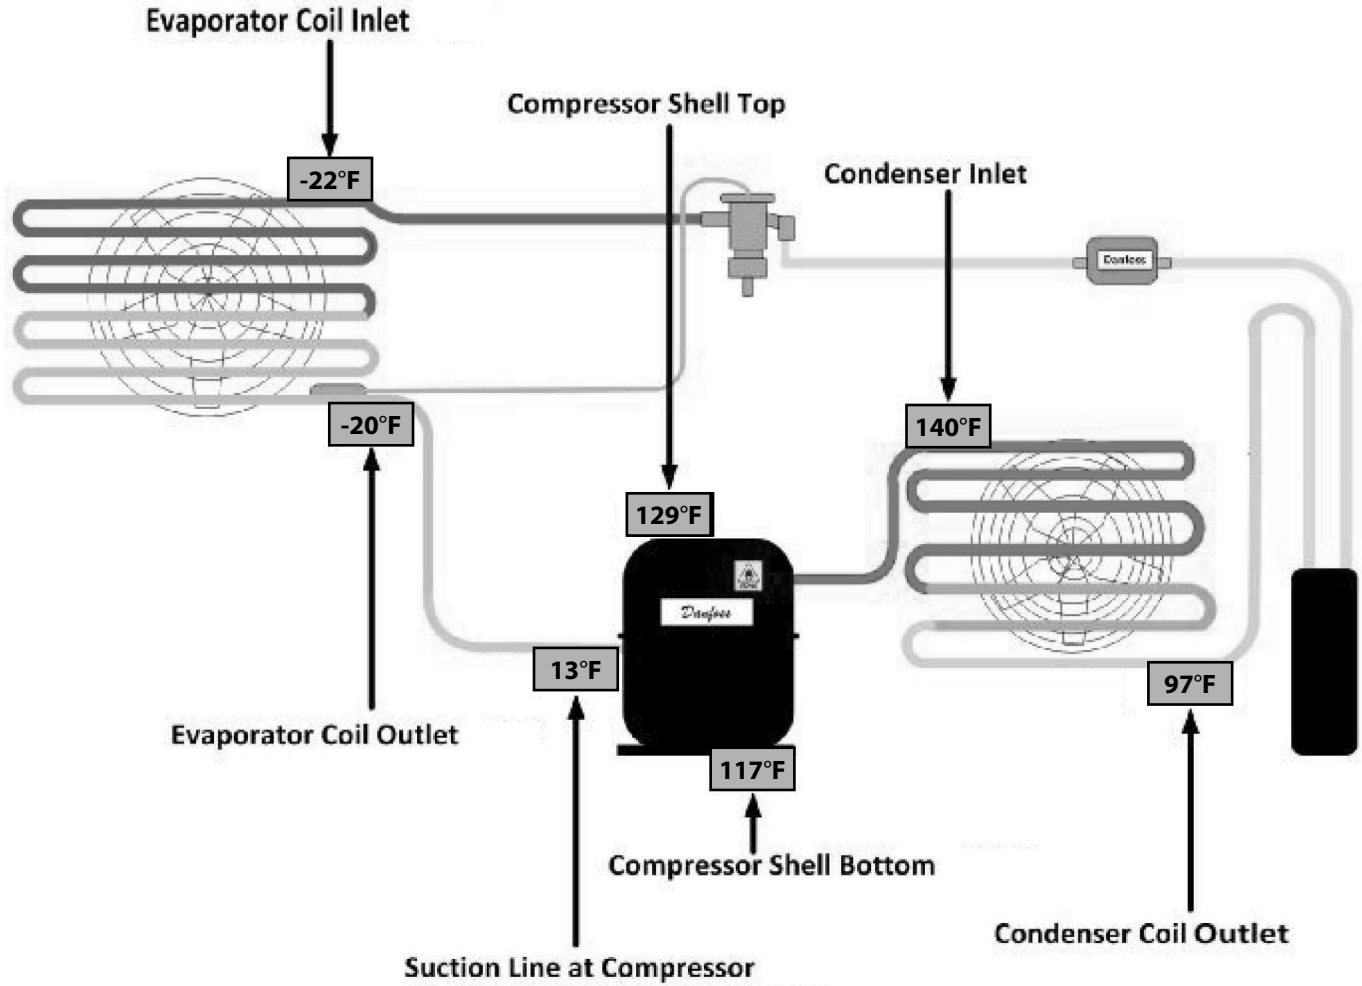 Evaporator Coil Inlet
Compressor Shell Top
Condenser Inlet
-22°F
Danfoss
-20°F
140°F
129°F
Danfoss
13°F
97°F
Evaporator Coil Outlet
117°F
Compressor Shell Bottom
Condenser Coil Outlet
Suction Line at Compressor